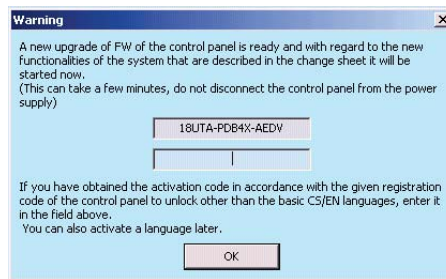 Warning
A new upgrade of FW of the control panel is ready and with regard to the new
functionalities of the system that are described in the change sheet it will be
started now.
(This can take a few minutes, do not disconnect the control panel from the power
supply)
18UTA-PDB4X-AEDV
If you have obtained the activation code in accordance with the given registration
code of the control panel to unlock other than the basic CS/EN languages, enter it
in the field above.
You can also activate a language later.
OK